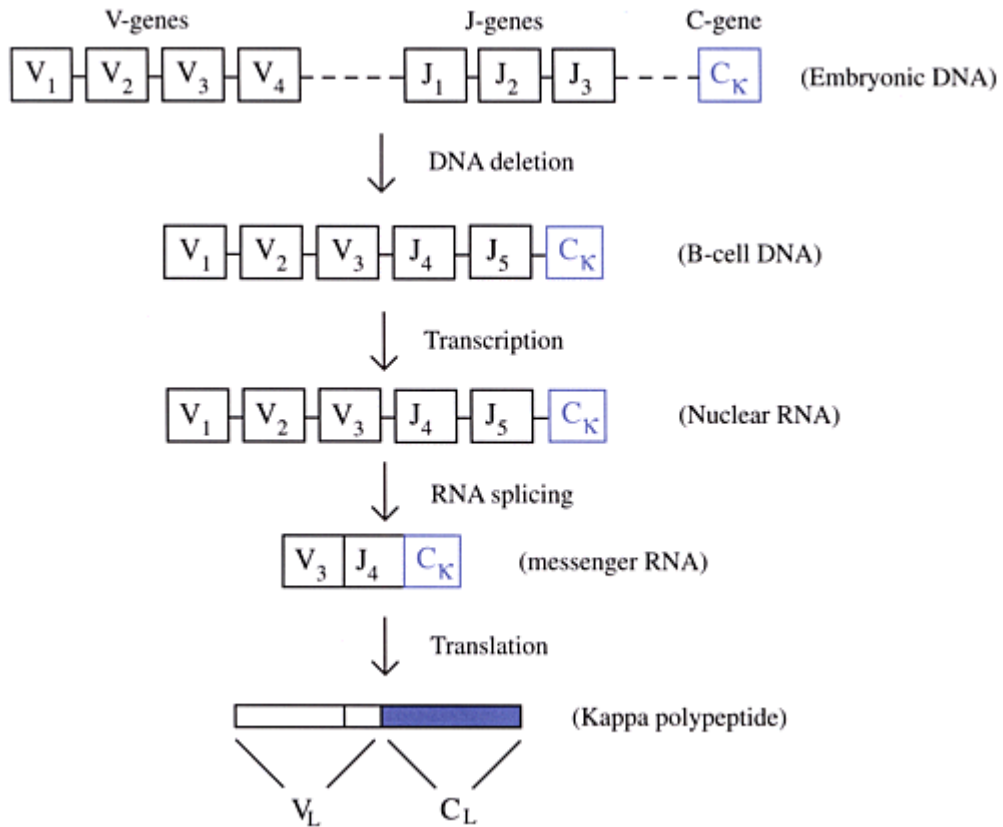 V-genes J-genes C-gene
V1 V2 V3 V4 J1 J2 J3 Cκ (Embryonic DNA)
DNA deletion
V1 V2 V3 J4 J5 Cκ (B-cell DNA)
Transcription
V1 V2 V3 J4 J5 Cκ (Nuclear RNA)
RNA splicing
V3 J4 Cκ (messenger RNA)
Translation
(Kappa polypeptide)
VL CL